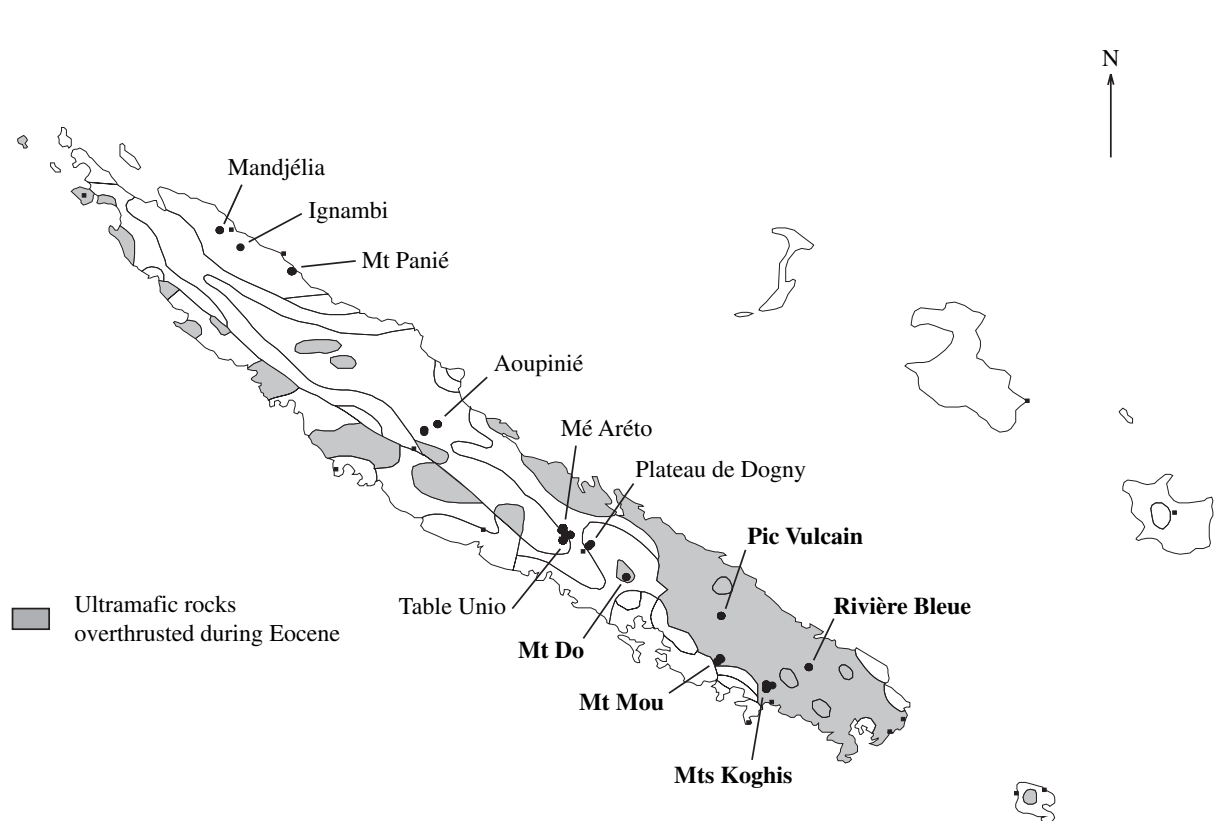 N
Mandjélia
Ignambi
Mt Panié
Aoupinié
Mé Aréto
Plateau de Dogny
Pic Vulcain
Rivière Bleue
Ultramafic rocks
overthrusted during Eocene
Table Unio
Mt Do
Mt Mou
Mts Koghis